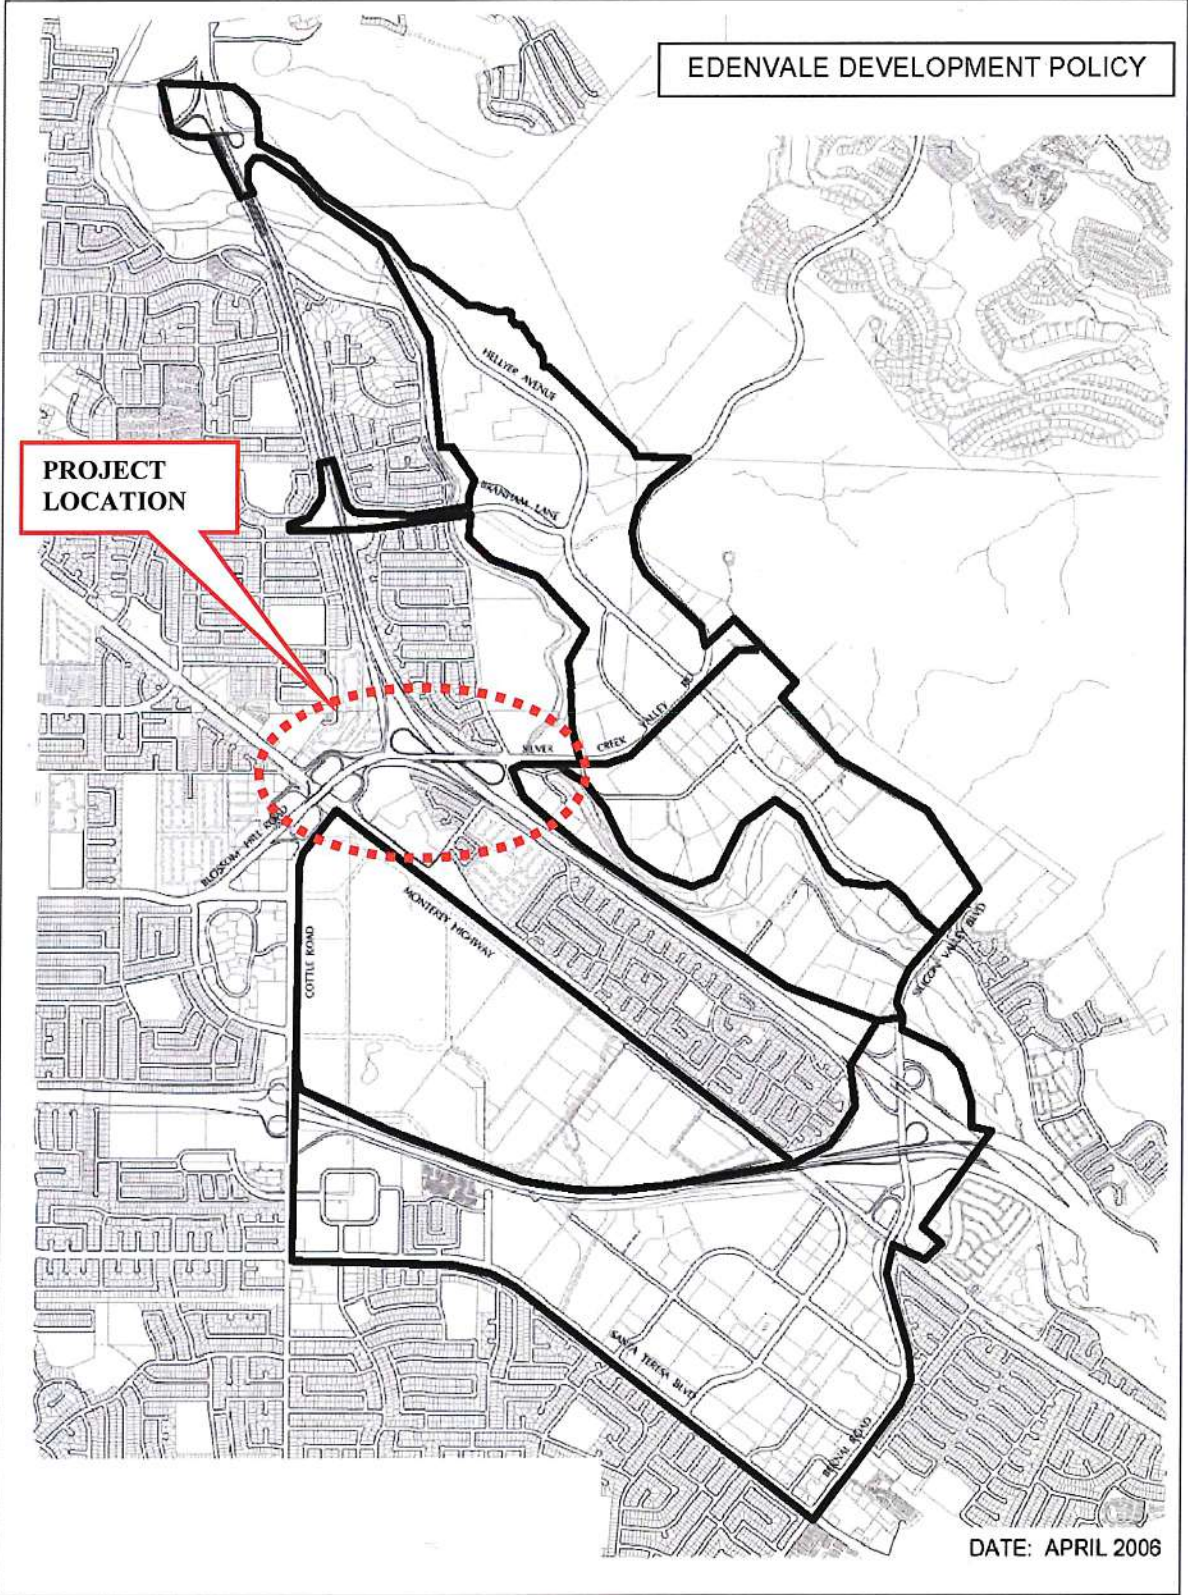 EDENVALE DEVELOPMENT POLICY
HELLYER AVENUE
PROJECT
LOCATION
BRANHAM LANE
SILVER CREEK VALLEY
BLOSSOM HILL ROAD
MONTEREY HIGHWAY
COTTLE ROAD
SILICON VALLEY BLVD
SANTA TERESA BLVD
BERNAL ROAD
DATE: APRIL 2006